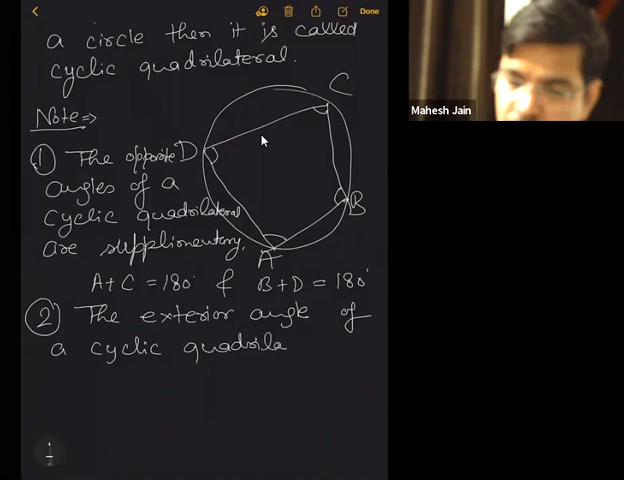 Done
a circle then it is called
cyclic quadrilateral.
Note ⇒
C
① The opposite D
angles of a
cyclic quadrilateral
B
are supplimentary.
A
A+C = 180° & B+D = 180°
② The exterior angle of
a cyclic quadrila
Mahesh Jain